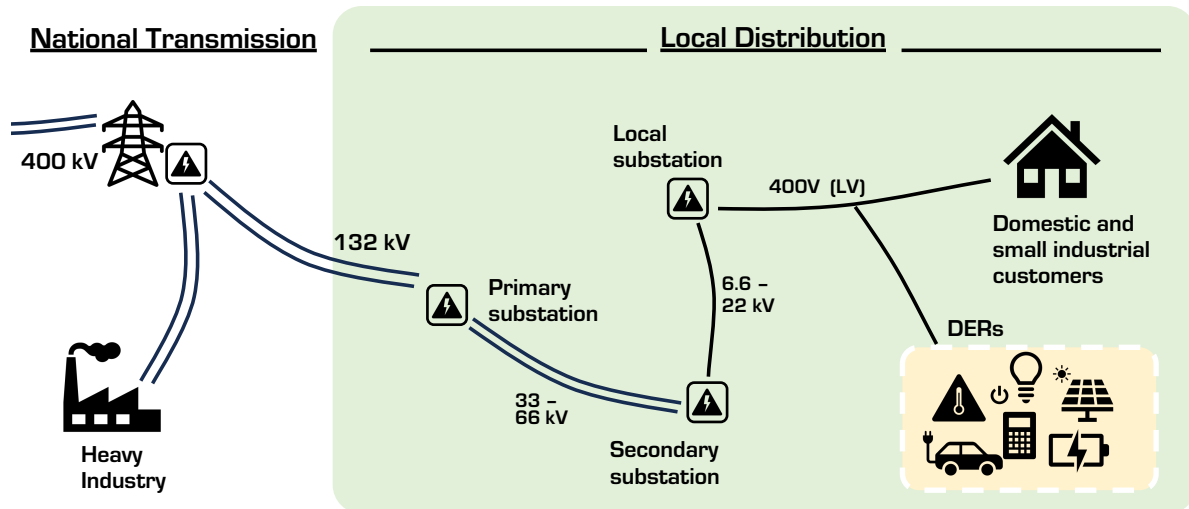 National Transmission
Local Distribution
400 kV
132 kV
Heavy
Industry
Primary
substation
33 –
66 kV
Secondary
substation
6.6 –
22 kV
Local
substation
400V (LV)
Domestic and
small industrial
customers
DERs